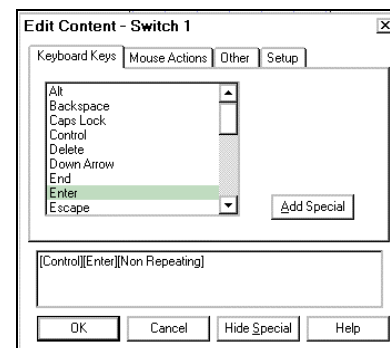 Edit Content - Switch 1
Keyboard Keys Mouse Actions Other Setup
Alt
Backspace
Caps Lock
Control
Delete
Down Arrow
End
Enter
Escape
Add Special
[Control][Enter][Non Repeating]
OK Cancel Hide Special Help